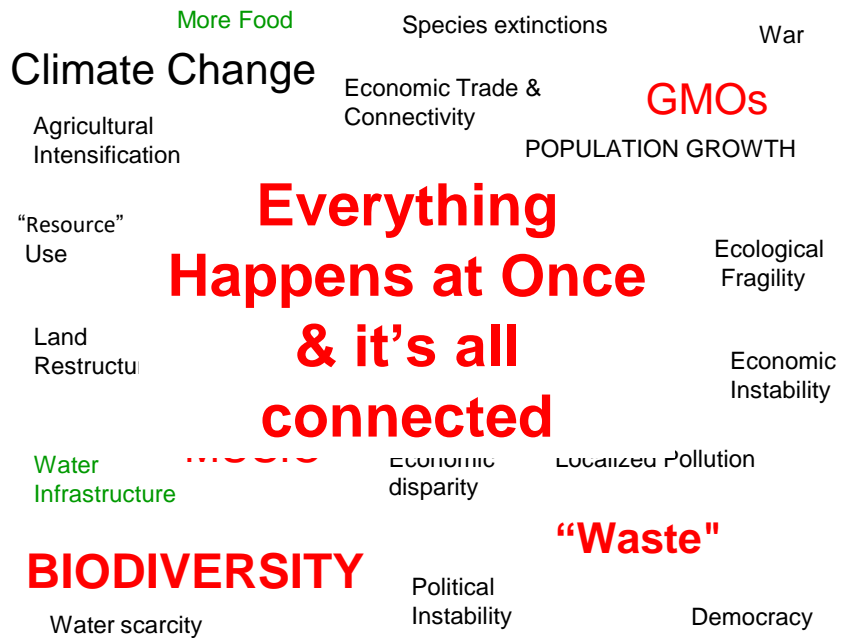 More Food
Species extinctions
War
Climate Change
Economic Trade &
Connectivity
GMOs
Agricultural
Intensification
POPULATION GROWTH
Everything
Happens at Once
& it’s all
connected
“Resource”
Use
Ecological
Fragility
Land
Economic
Instability
Water
Infrastructure
Economic
disparity
Localized Pollution
“Waste"
BIODIVERSITY
Political
Instability
Water scarcity
Democracy